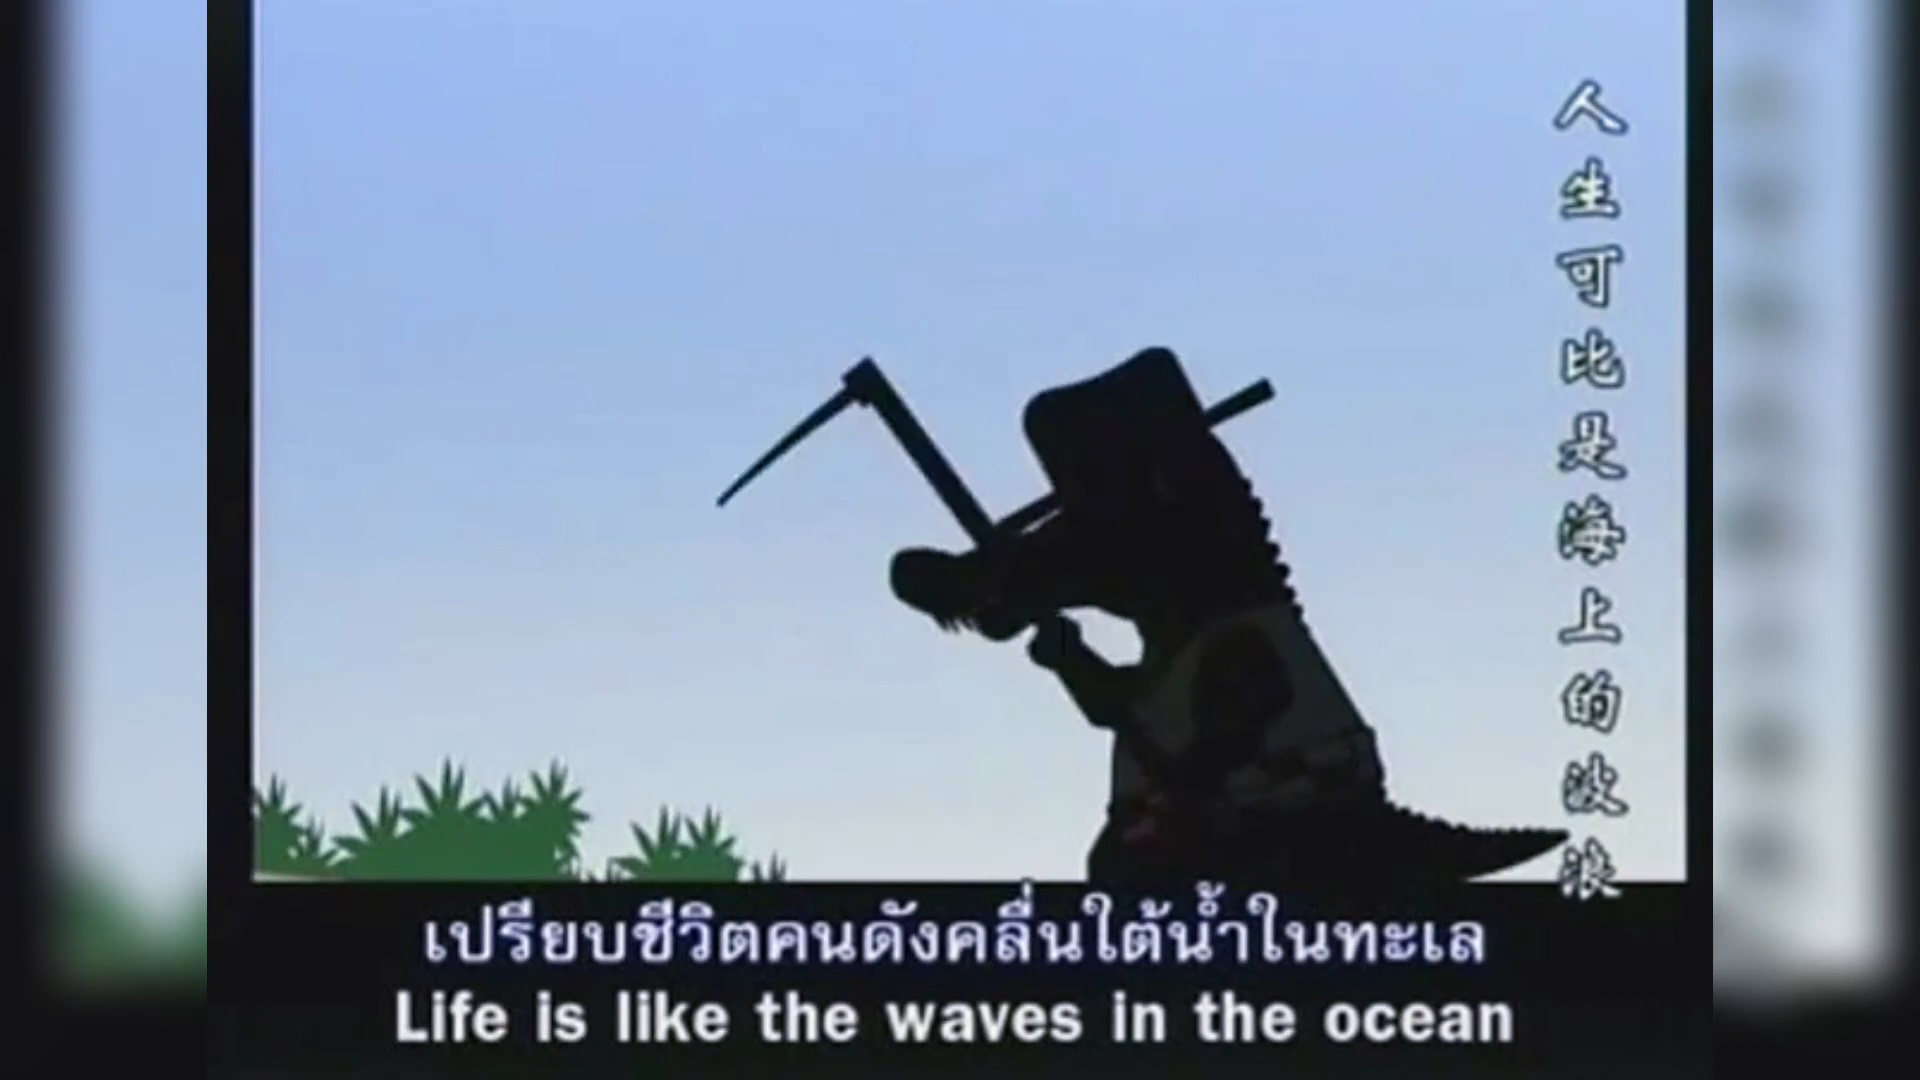 人生可比是海上的波浪
เปรียบชีวิตคนดังคลื่นใต้น้ำในทะเล
Life is like the waves in the ocean